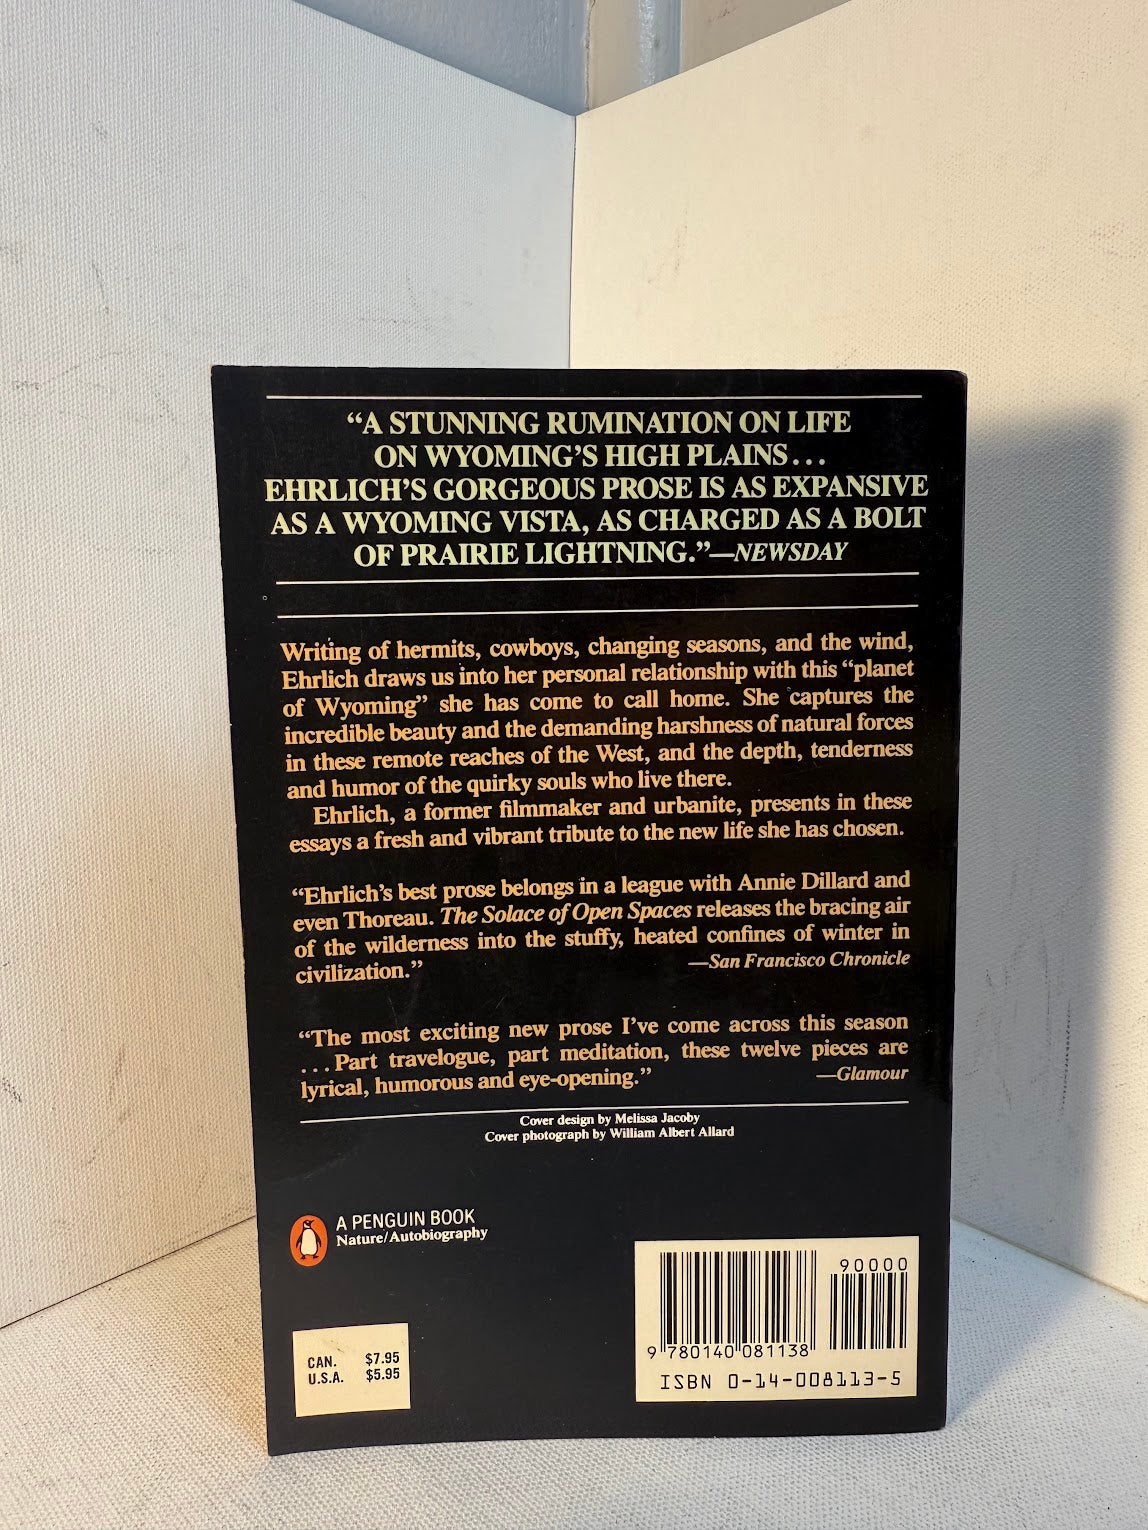 “A STUNNING RUMINATION ON LIFE
ON WYOMING’S HIGH PLAINS...
EHRLICH’S GORGEOUS PROSE IS AS EXPANSIVE
AS A WYOMING VISTA, AS CHARGED AS A BOLT
OF PRAIRIE LIGHTNING.”—NEWSDAY
Writing of hermits, cowboys, changing seasons, and the wind,
Ehrlich draws us into her personal relationship with this “planet
of Wyoming” she has come to call home. She captures the
incredible beauty and the demanding harshness of natural forces
in these remote reaches of the West, and the depth, tenderness
and humor of the quirky souls who live there.
Ehrlich, a former filmmaker and urbanite, presents in these
essays a fresh and vibrant tribute to the new life she has chosen.
“Ehrlich’s best prose belongs in a league with Annie Dillard and
even Thoreau. The Solace of Open Spaces releases the bracing air
of the wilderness into the stuffy, heated confines of winter in
civilization.” —San Francisco Chronicle
“The most exciting new prose I’ve come across this season
...Part travelogue, part meditation, these twelve pieces are
lyrical, humorous and eye-opening.” —Glamour
Cover design by Melissa Jacoby
Cover photograph by William Albert Allard
A PENGUIN BOOK
Nature/Autobiography
CAN. $7.95
U.S.A. $5.95
90000
9 780140 081138
ISBN 0-14-008113-5